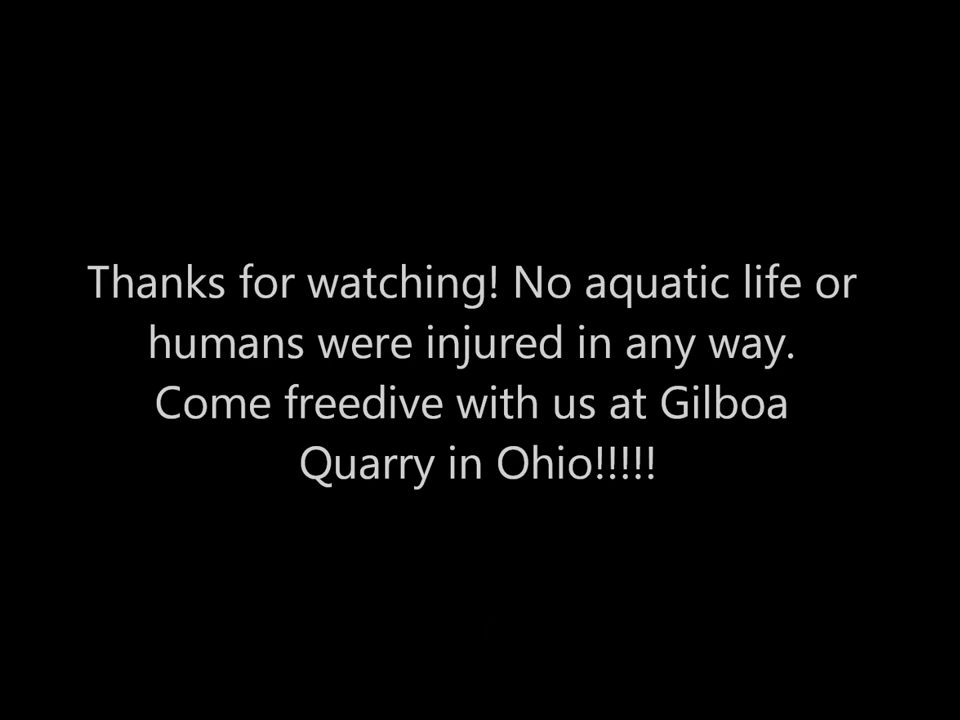 Thanks for watching! No aquatic life or
humans were injured in any way.
Come freedive with us at Gilboa
Quarry in Ohio!!!!!